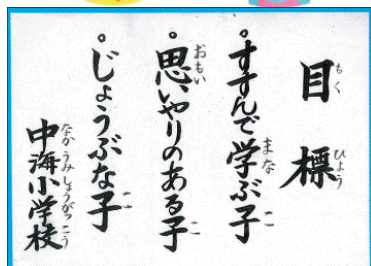 目標
。すすんで学ぶ子
。思いやりのある子
。じょうぶな子
中海小学校